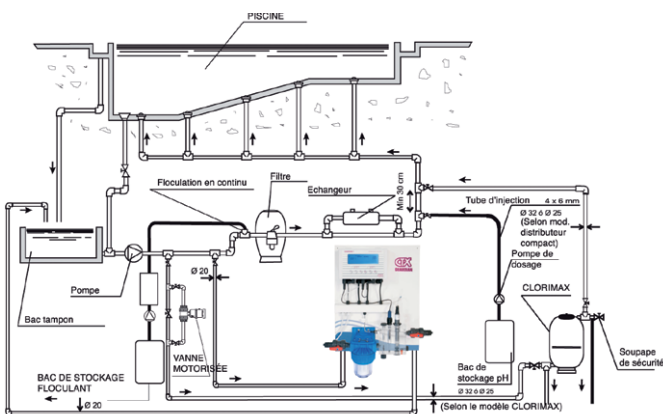 PISCINE
Floculation en continu
Filtre
Echangeur
Min 30 cm
Tube d'injection 4 x 6 mm
Ø 32 ó Ø 25
(Selon mod.
distributeur
compact)
Pompe de
dosage
CLORIMAX
Ø 20
Pompe
Bac tampon
VANNE
MOTORISÉE
Bac de
stockage pH
Soupape
de sécurité
BAC DE STOCKAGE
FLOCULANT
Ø 20
Ø 32 ó Ø 25
(Selon le modèle CLORIMAX)